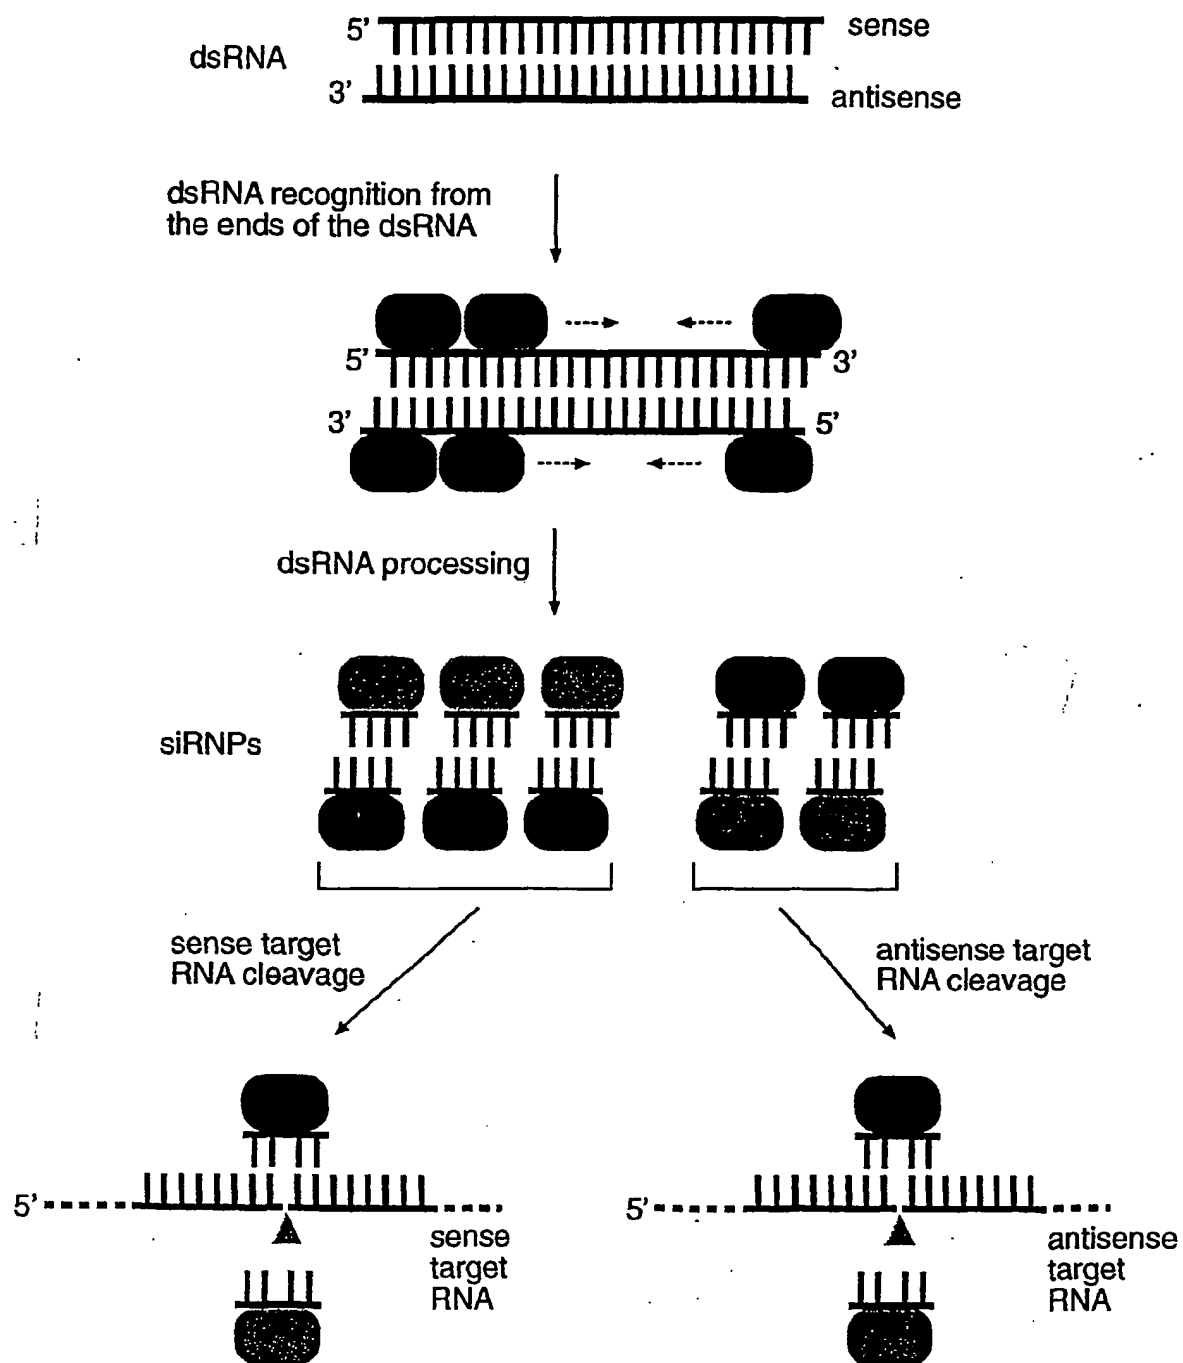 5'
sense
dsRNA
3'
antisense
dsRNA recognition from
the ends of the dsRNA
5'
3'
3'
5'
dsRNA processing
siRNPs
sense target
RNA cleavage
antisense target
RNA cleavage
5'
sense
target
RNA
5'
antisense
target
RNA